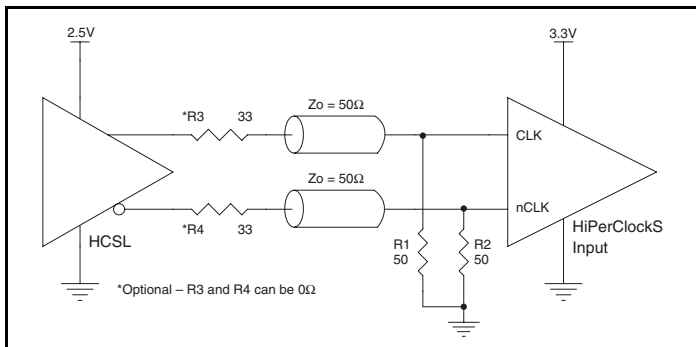 2.5V
3.3V
*R3 33
Zo = 50Ω
CLK
Zo = 50Ω
nCLK
*R4 33
HCSL
HiPerClockS
Input
R1
50
R2
50
*Optional – R3 and R4 can be 0Ω